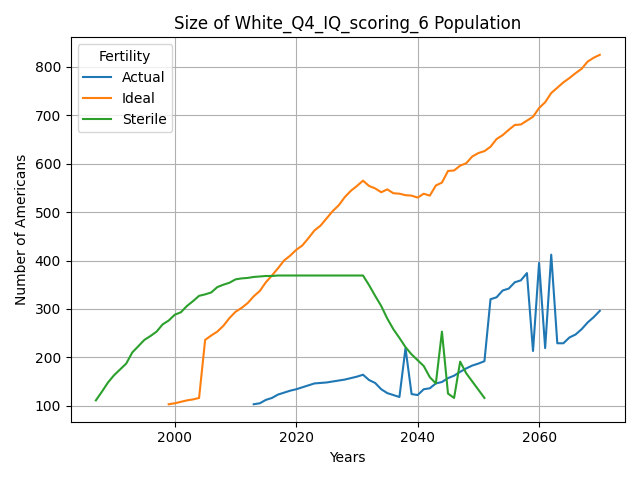 Size of White_Q4_IQ_scoring_6 Population
Fertility
Actual
Ideal
Sterile
Number of Americans
800
700
600
500
400
300
200
100
2000
2020
2040
2060
Years